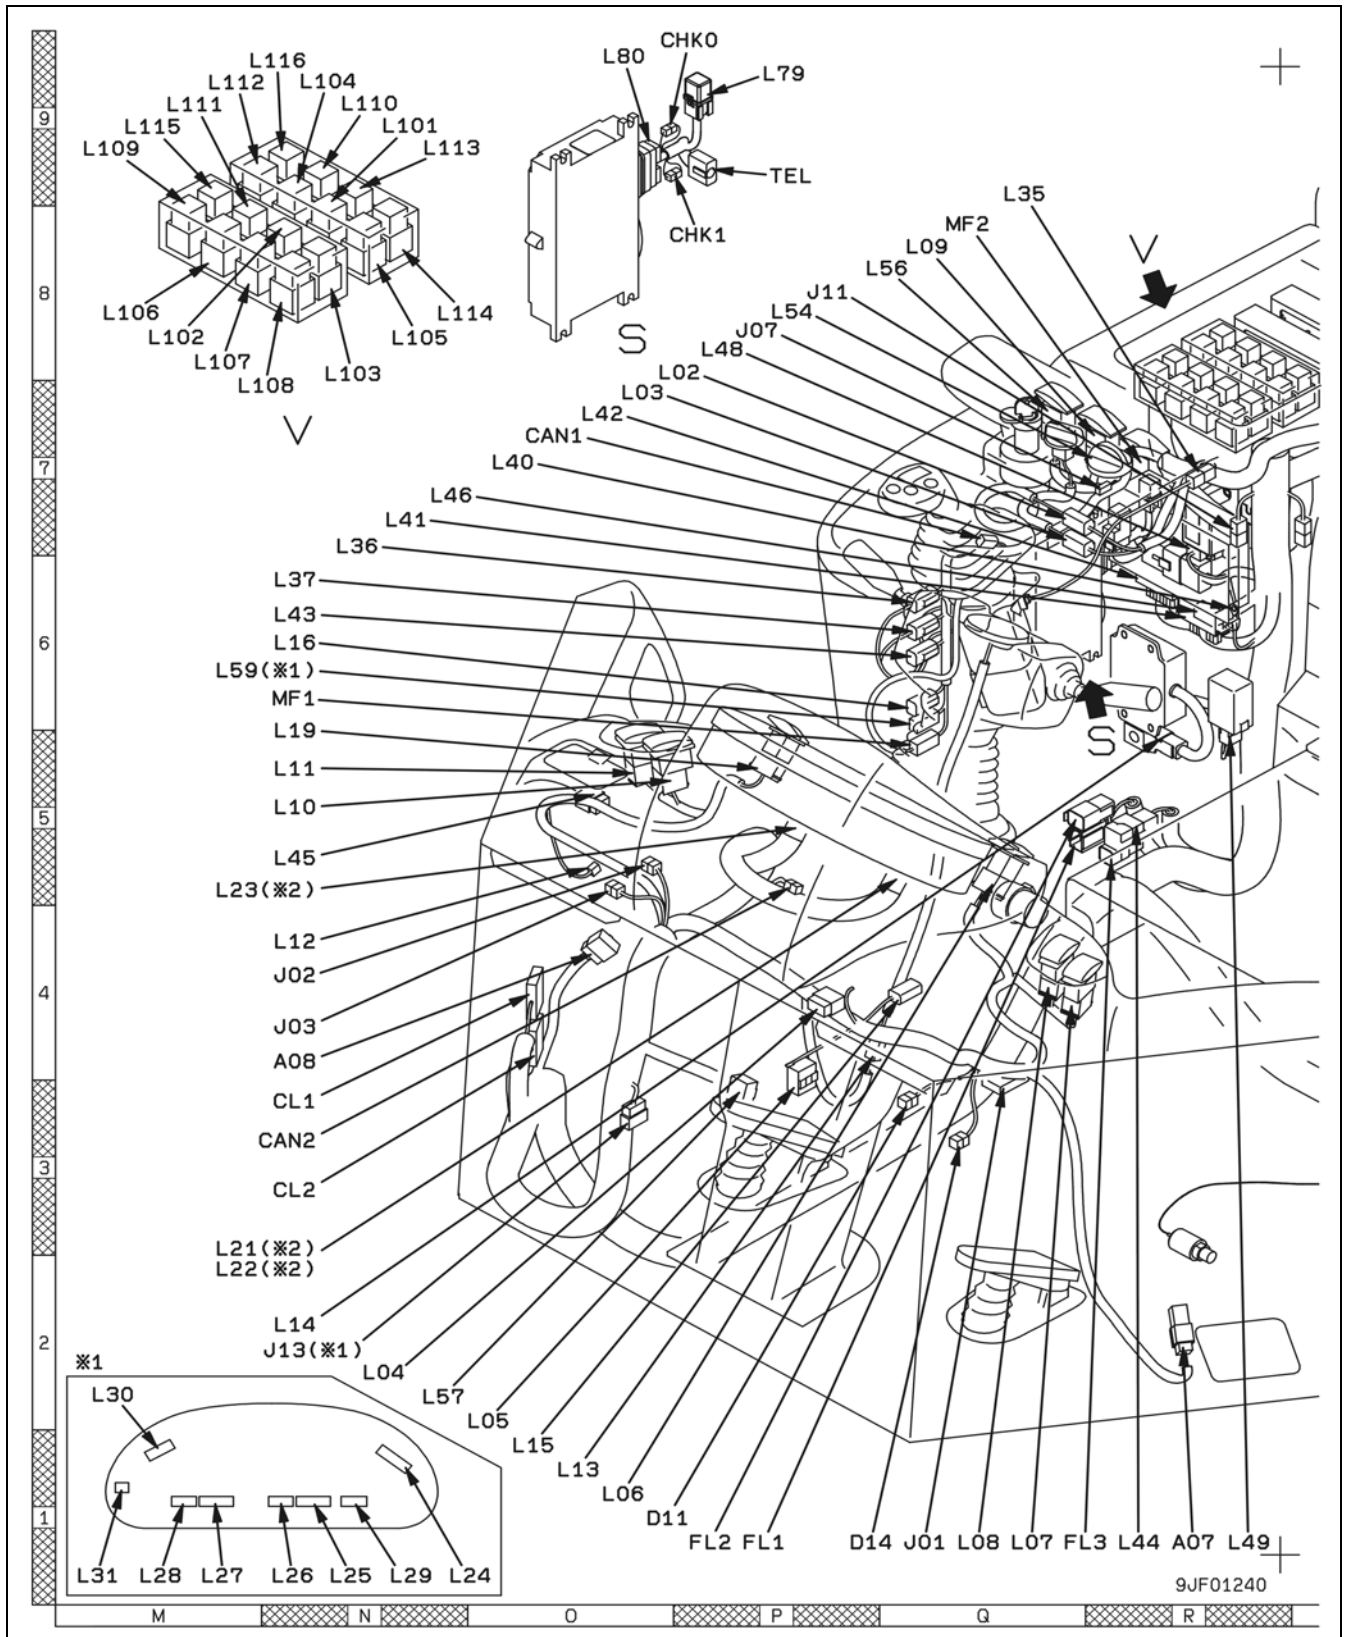 CHK0
L116
L80
L112
L104
L79
L111
L110
9
L115
L101
L109
L113
TEL
L35
MF2
CHK1
L09
V
L56
8
J11
L106
L114
L54
L102
L105
S
J07
L107
L48
L108
L103
L02
L03
L42
V
CAN1
7
L40
L46
L41
L36
L37
L43
6
L16
L59(※1)
MF1
L19
S
L11
L10
5
L45
L23(※2)
L12
J02
4
J03
A08
CL1
CAN2
3
CL2
L21(※2)
L22(※2)
L14
2
J13(※1)
※1
L04
L30
L57
L05
L15
L13
L06
D11
1
FL2 FL1 D14 J01 L08 L07 FL3 L44 A07 L49
L31 L28 L27 L26 L25 L29 L24
9JF01240
M N O P Q R